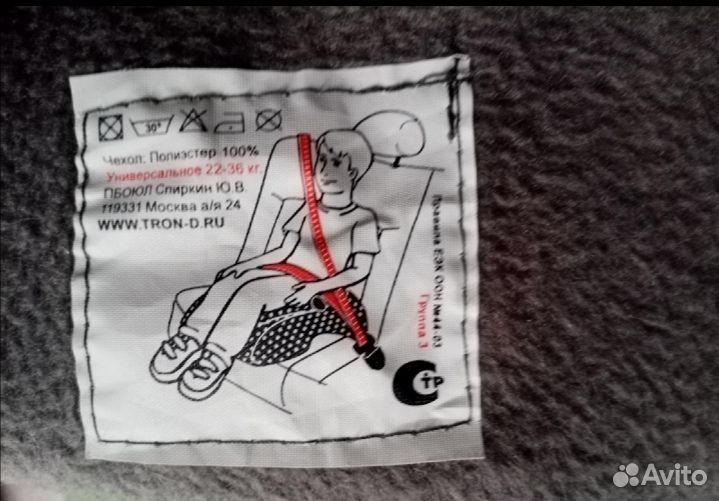 30°
Чехол: Полиэстер 100%
Универсальное 22-36 кг.
ПБОЮЛ Спиркин Ю.В.
119331 Москва а/я 24
WWW.TRON-D.RU
Правила ЕЭК ООН №44-03
Группа 3
Avito